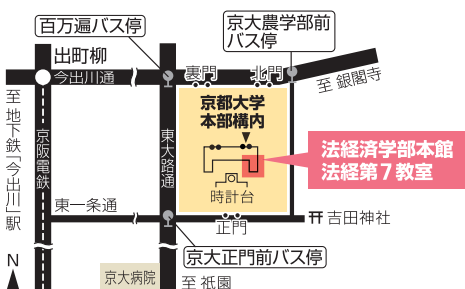 百万遍バス停
京大農学部前
バス停
出町柳
今出川通
裏門
北門
至 銀閣寺
至 地下鉄「今出川」駅
京阪電鉄
東大路通
京都大学
本部構内
法経済学部本館
法経第7教室
時計台
東一条通
正門
吉田神社
京大正門前バス停
N
京大病院
至 祇園